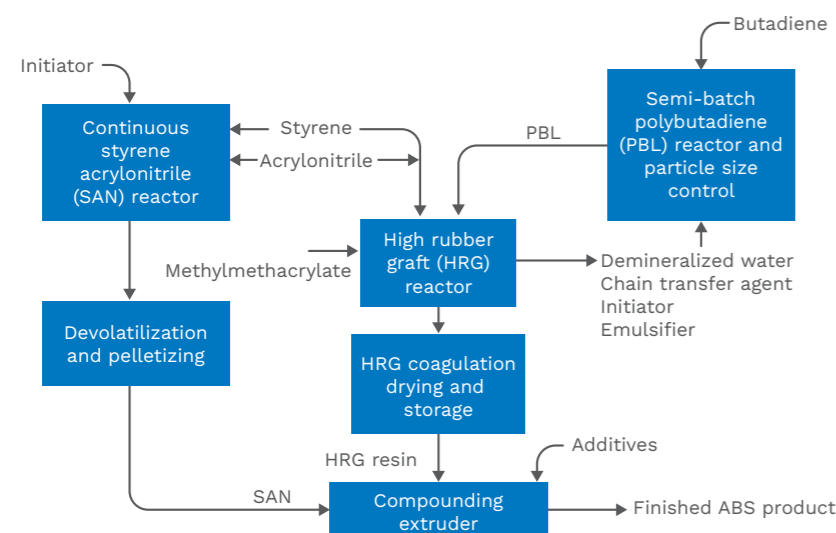 Butadiene
Initiator
Continuous
styrene
acrylonitrile
(SAN) reactor
Styrene
Acrylonitrile
PBL
Semi-batch
polybutadiene
(PBL) reactor and
particle size
control
Methylmethacrylate
High rubber
graft (HRG)
reactor
Demineralized water
Chain transfer agent
Initiator
Emulsifier
Devolatilization
and pelletizing
HRG coagulation
drying and
storage
HRG resin
Additives
SAN
Compounding
extruder
Finished ABS product